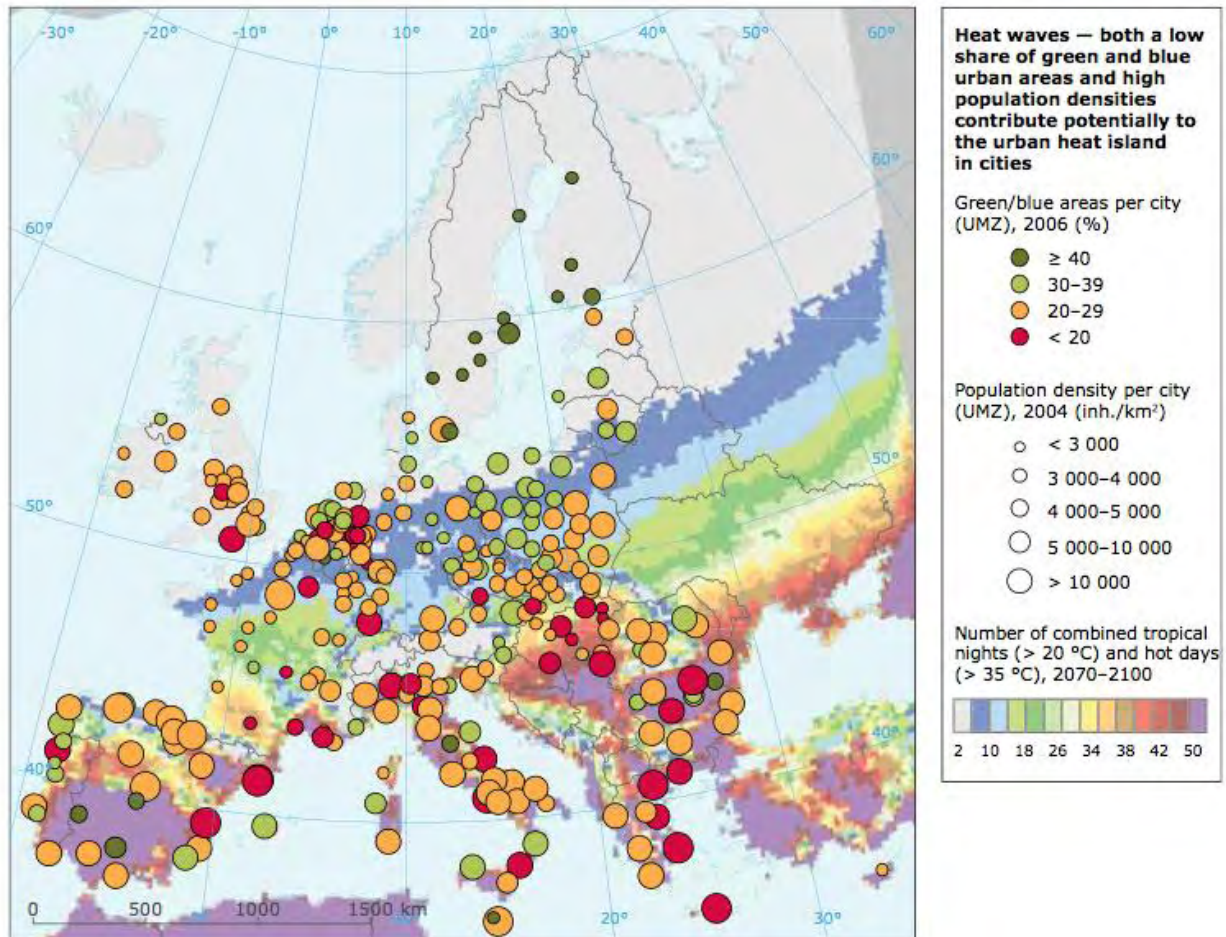 -30° -20° -10° 0° 10° 20° 30° 40° 50° 60°
60°
60°
50°
50°
40°
40°
0 500 1000 1500 km
0° 10° 20° 30°
Heat waves — both a low
share of green and blue
urban areas and high
population densities
contribute potentially to
the urban heat island
in cities
Green/blue areas per city
(UMZ), 2006 (%)
≥ 40
30–39
20–29
< 20
Population density per city
(UMZ), 2004 (inh./km²)
< 3 000
3 000–4 000
4 000–5 000
5 000–10 000
> 10 000
Number of combined tropical
nights (> 20 °C) and hot days
(> 35 °C), 2070–2100
2 10 18 26 34 38 42 50